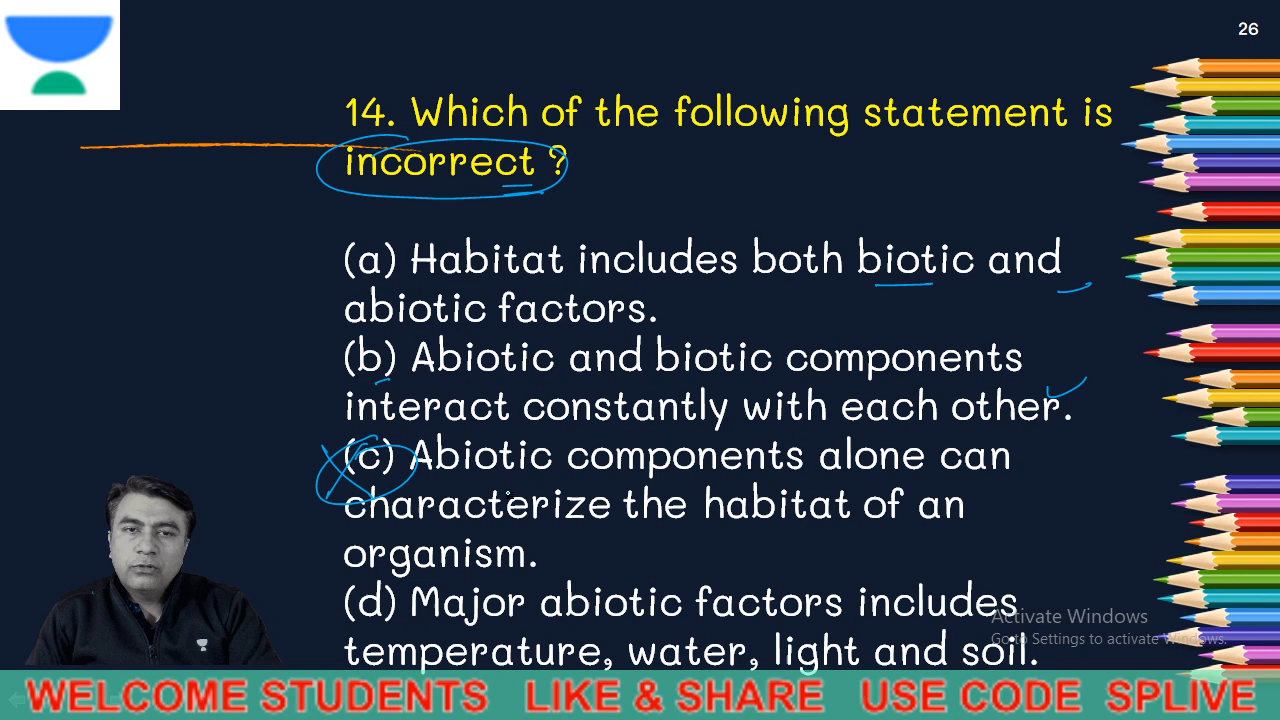 26
14. Which of the following statement is
incorrect ?
(a) Habitat includes both biotic and
abiotic factors.
(b) Abiotic and biotic components
interact constantly with each other.
(c) Abiotic components alone can
characterize the habitat of an
organism.
(d) Major abiotic factors includes
temperature, water, light and soil.
Activate Windows
Go to Settings to activate Windows.
WELCOME STUDENTS LIKE & SHARE USE CODE SPLIVE